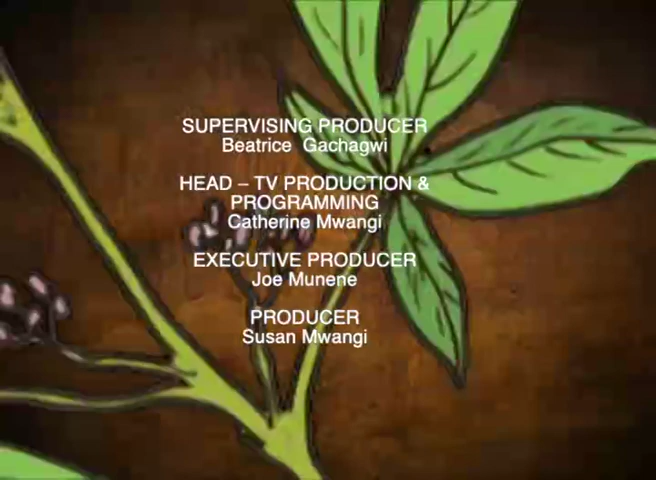 SUPERVISING PRODUCER
Beatrice Gachagwi
HEAD – TV PRODUCTION &
PROGRAMMING
Catherine Mwangi
EXECUTIVE PRODUCER
Joe Munene
PRODUCER
Susan Mwangi